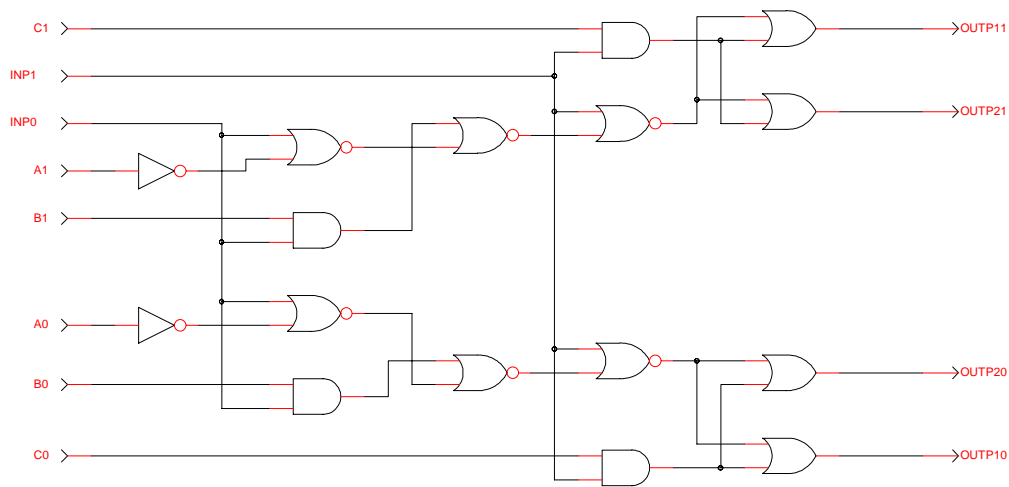 C1
OUTP11
INP1
OUTP21
INP0
A1
B1
A0
OUTP20
B0
C0
OUTP10